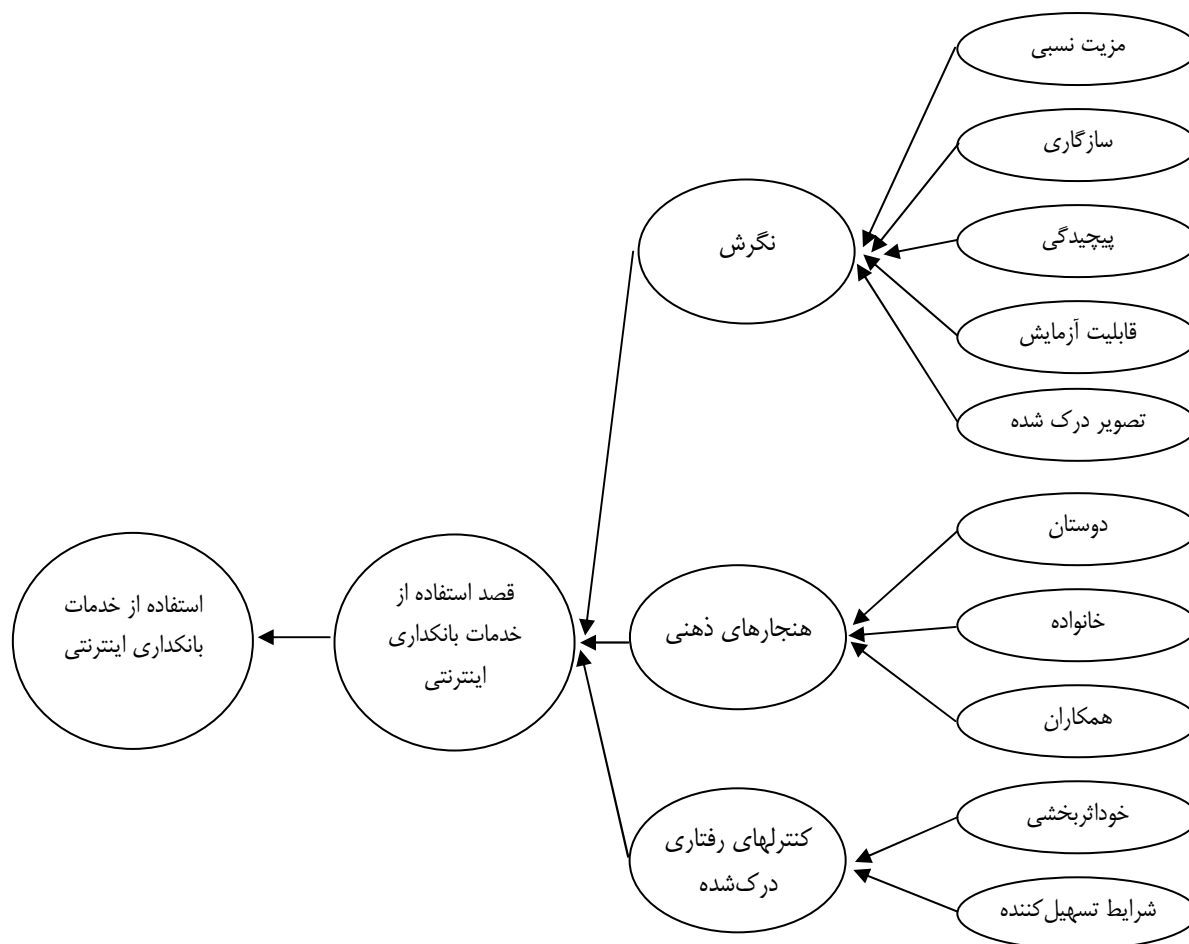 مزیت نسبی
سازگاری
پیچیدگی
قابلیت آزمایش
تصویر درک شده
نگرش
دوستان
خانواده
همکاران
هنجارهای ذهنی
خوداثربخشی
شرایط تسهیل‌کننده
کنترلهای رفتاری
درک‌شده
قصد استفاده از
خدمات بانکداری
اینترنتی
استفاده از خدمات
بانکداری اینترنتی